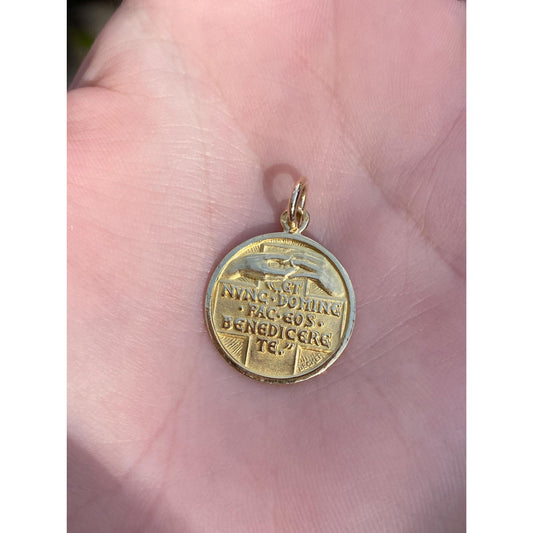 "·ET
NVNC·DOMINE
·FAC·EOS·
BENEDICERE
TE."